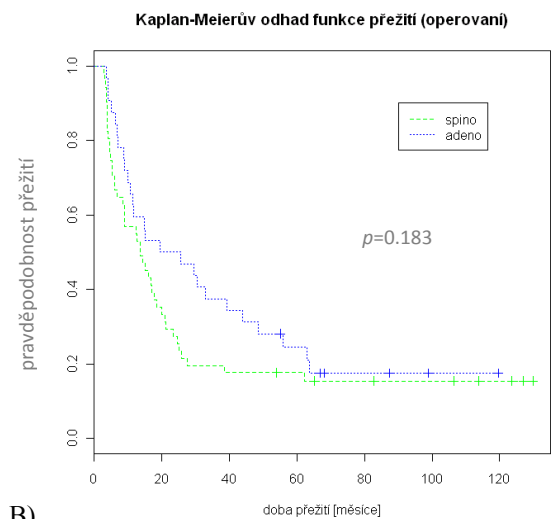 Kaplan-Meierův odhad funkce přežití (operovaní)
pravděpodobnost přežití
1.0
0.8
0.6
0.4
0.2
0.0
spino
adeno
p=0.183
0 20 40 60 80 100 120
doba přežití [měsíce]
B)